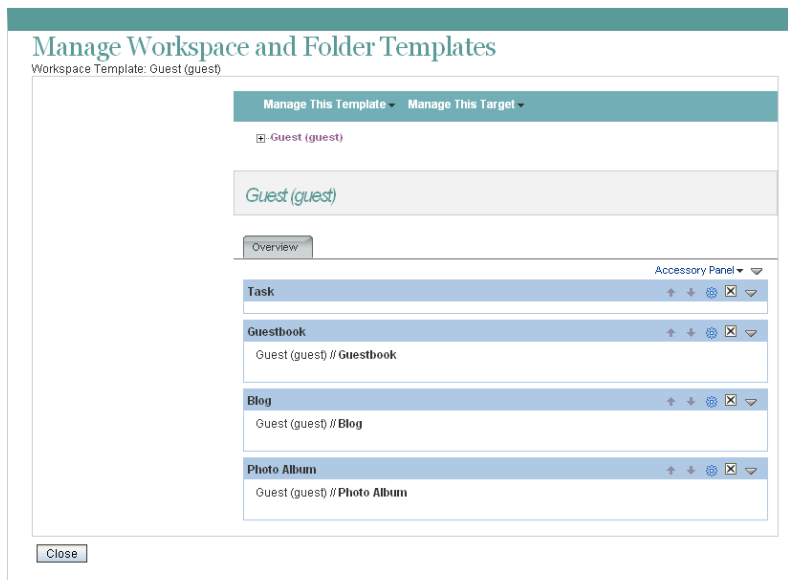 Manage Workspace and Folder Templates
Workspace Template: Guest (guest)
Manage This Template Manage This Target
Guest (guest)
Guest (guest)
Overview
Accessory Panel
Task
Guestbook
Guest (guest) // Guestbook
Blog
Guest (guest) // Blog
Photo Album
Guest (guest) // Photo Album
Close